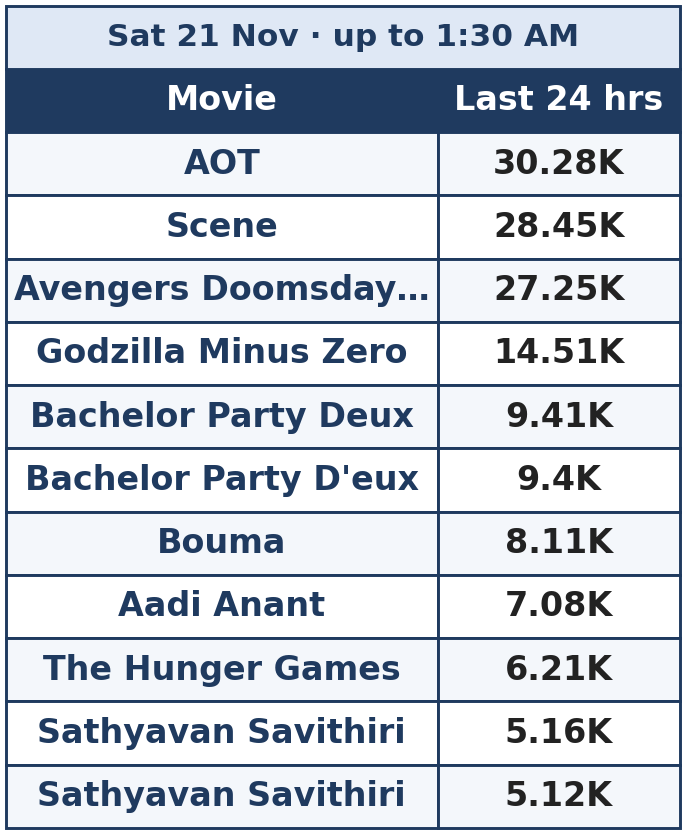 Sat 21 Nov · up to 1:30 AM
Movie Last 24 hrs
AOT 30.28K
Scene 28.45K
Avengers Doomsday... 27.25K
Godzilla Minus Zero 14.51K
Bachelor Party Deux 9.41K
Bachelor Party D'eux 9.4K
Bouma 8.11K
Aadi Anant 7.08K
The Hunger Games 6.21K
Sathyavan Savithiri 5.16K
Sathyavan Savithiri 5.12K